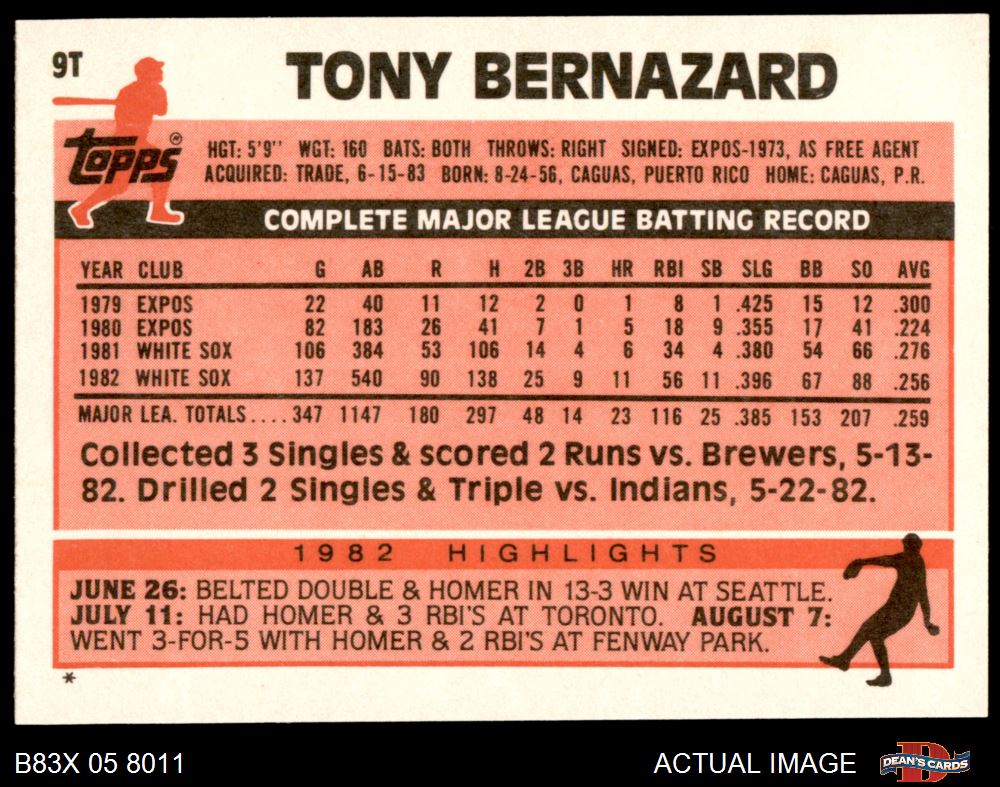 9T
TONY BERNAZARD
topps®
HGT: 5'9" WGT: 160 BATS: BOTH THROWS: RIGHT SIGNED: EXPOS-1973, AS FREE AGENT
ACQUIRED: TRADE, 6-15-83 BORN: 8-24-56, CAGUAS, PUERTO RICO HOME: CAGUAS, P.R.
COMPLETE MAJOR LEAGUE BATTING RECORD
YEAR CLUB G AB R H 2B 3B HR RBI SB SLG BB SO AVG
1979 EXPOS 22 40 11 12 2 0 1 8 1 .425 15 12 .300
1980 EXPOS 82 183 26 41 7 1 5 18 9 .355 17 41 .224
1981 WHITE SOX 106 384 53 106 14 4 6 34 4 .380 54 66 .276
1982 WHITE SOX 137 540 90 138 25 9 11 56 11 .396 67 88 .256
MAJOR LEA. TOTALS....347 1147 180 297 48 14 23 116 25 .385 153 207 .259
Collected 3 Singles & scored 2 Runs vs. Brewers, 5-13-
82. Drilled 2 Singles & Triple vs. Indians, 5-22-82.
1982 HIGHLIGHTS
JUNE 26: BELTED DOUBLE & HOMER IN 13-3 WIN AT SEATTLE.
JULY 11: HAD HOMER & 3 RBI'S AT TORONTO. AUGUST 7:
WENT 3-FOR-5 WITH HOMER & 2 RBI'S AT FENWAY PARK.
*
B83X 05 8011 ACTUAL IMAGE D DEAN'S CARDS